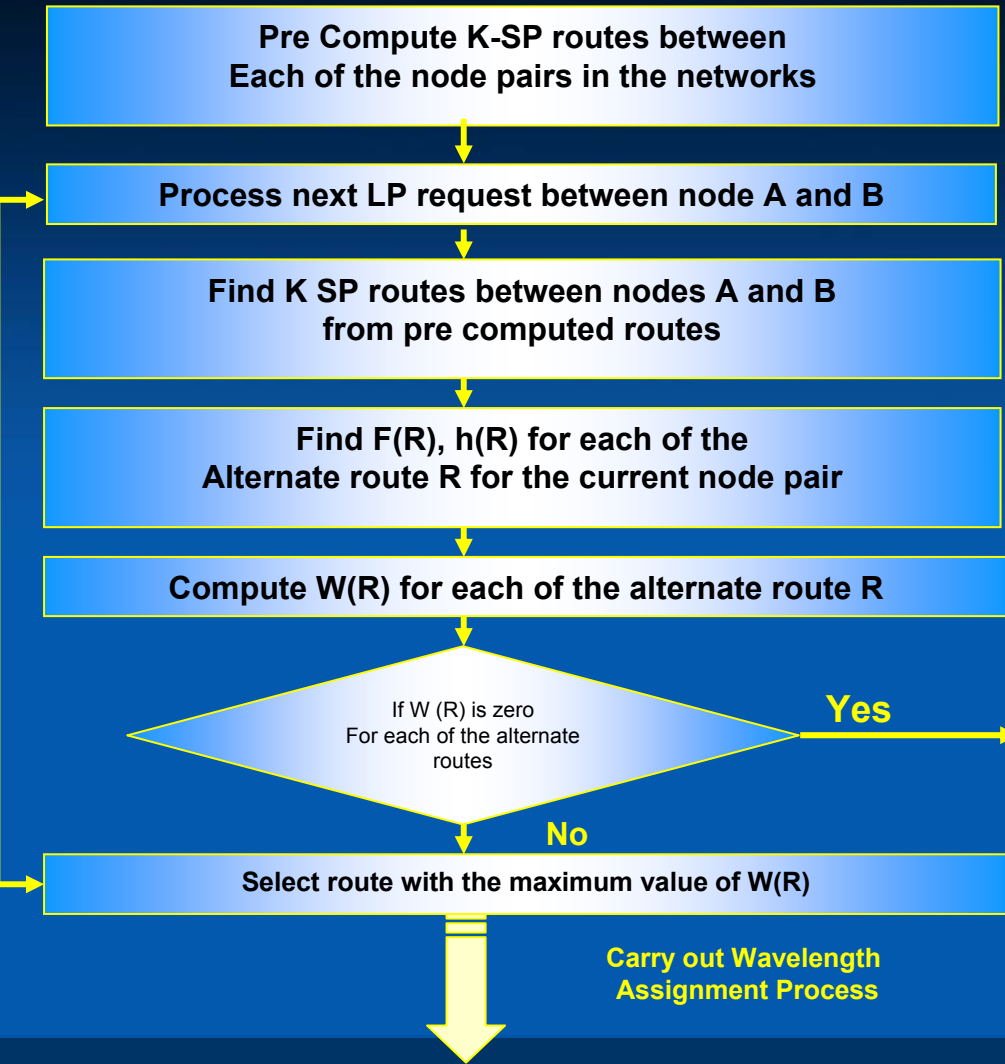 Pre Compute K-SP routes between
Each of the node pairs in the networks
Process next LP request between node A and B
Find K SP routes between nodes A and B
from pre computed routes
Find F(R), h(R) for each of the
Alternate route R for the current node pair
Compute W(R) for each of the alternate route R
If W (R) is zero
For each of the alternate
routes
Yes
No
Select route with the maximum value of W(R)
Carry out Wavelength
Assignment Process